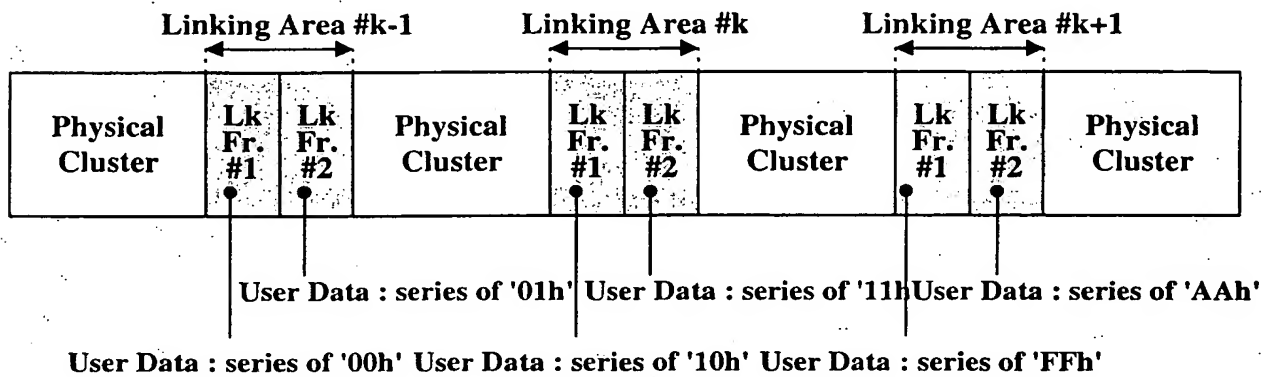 Linking Area #k-1 Linking Area #k Linking Area #k+1
Physical Cluster
Lk Fr. #1
Lk Fr. #2
Physical Cluster
Lk Fr. #1
Lk Fr. #2
Physical Cluster
Lk Fr. #1
Lk Fr. #2
Physical Cluster
User Data : series of '01h' User Data : series of '11h User Data : series of 'AAh'
User Data : series of '00h' User Data : series of '10h' User Data : series of 'FFh'